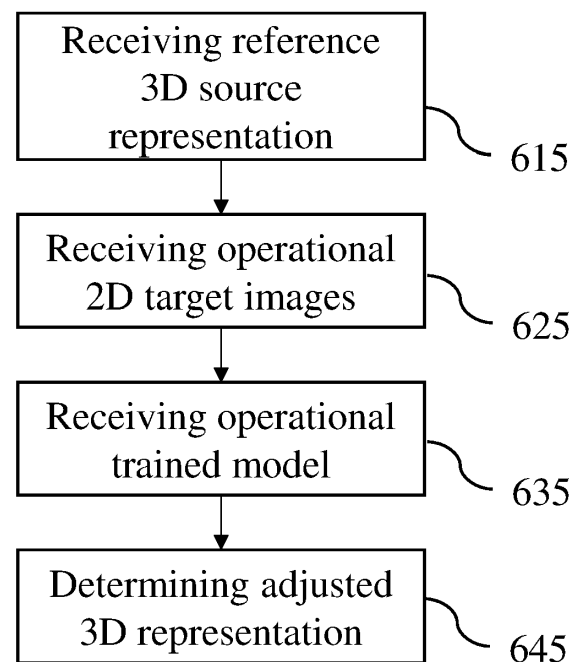 Receiving reference
3D source
representation
615
Receiving operational
2D target images
625
Receiving operational
trained model
635
Determining adjusted
3D representation
645